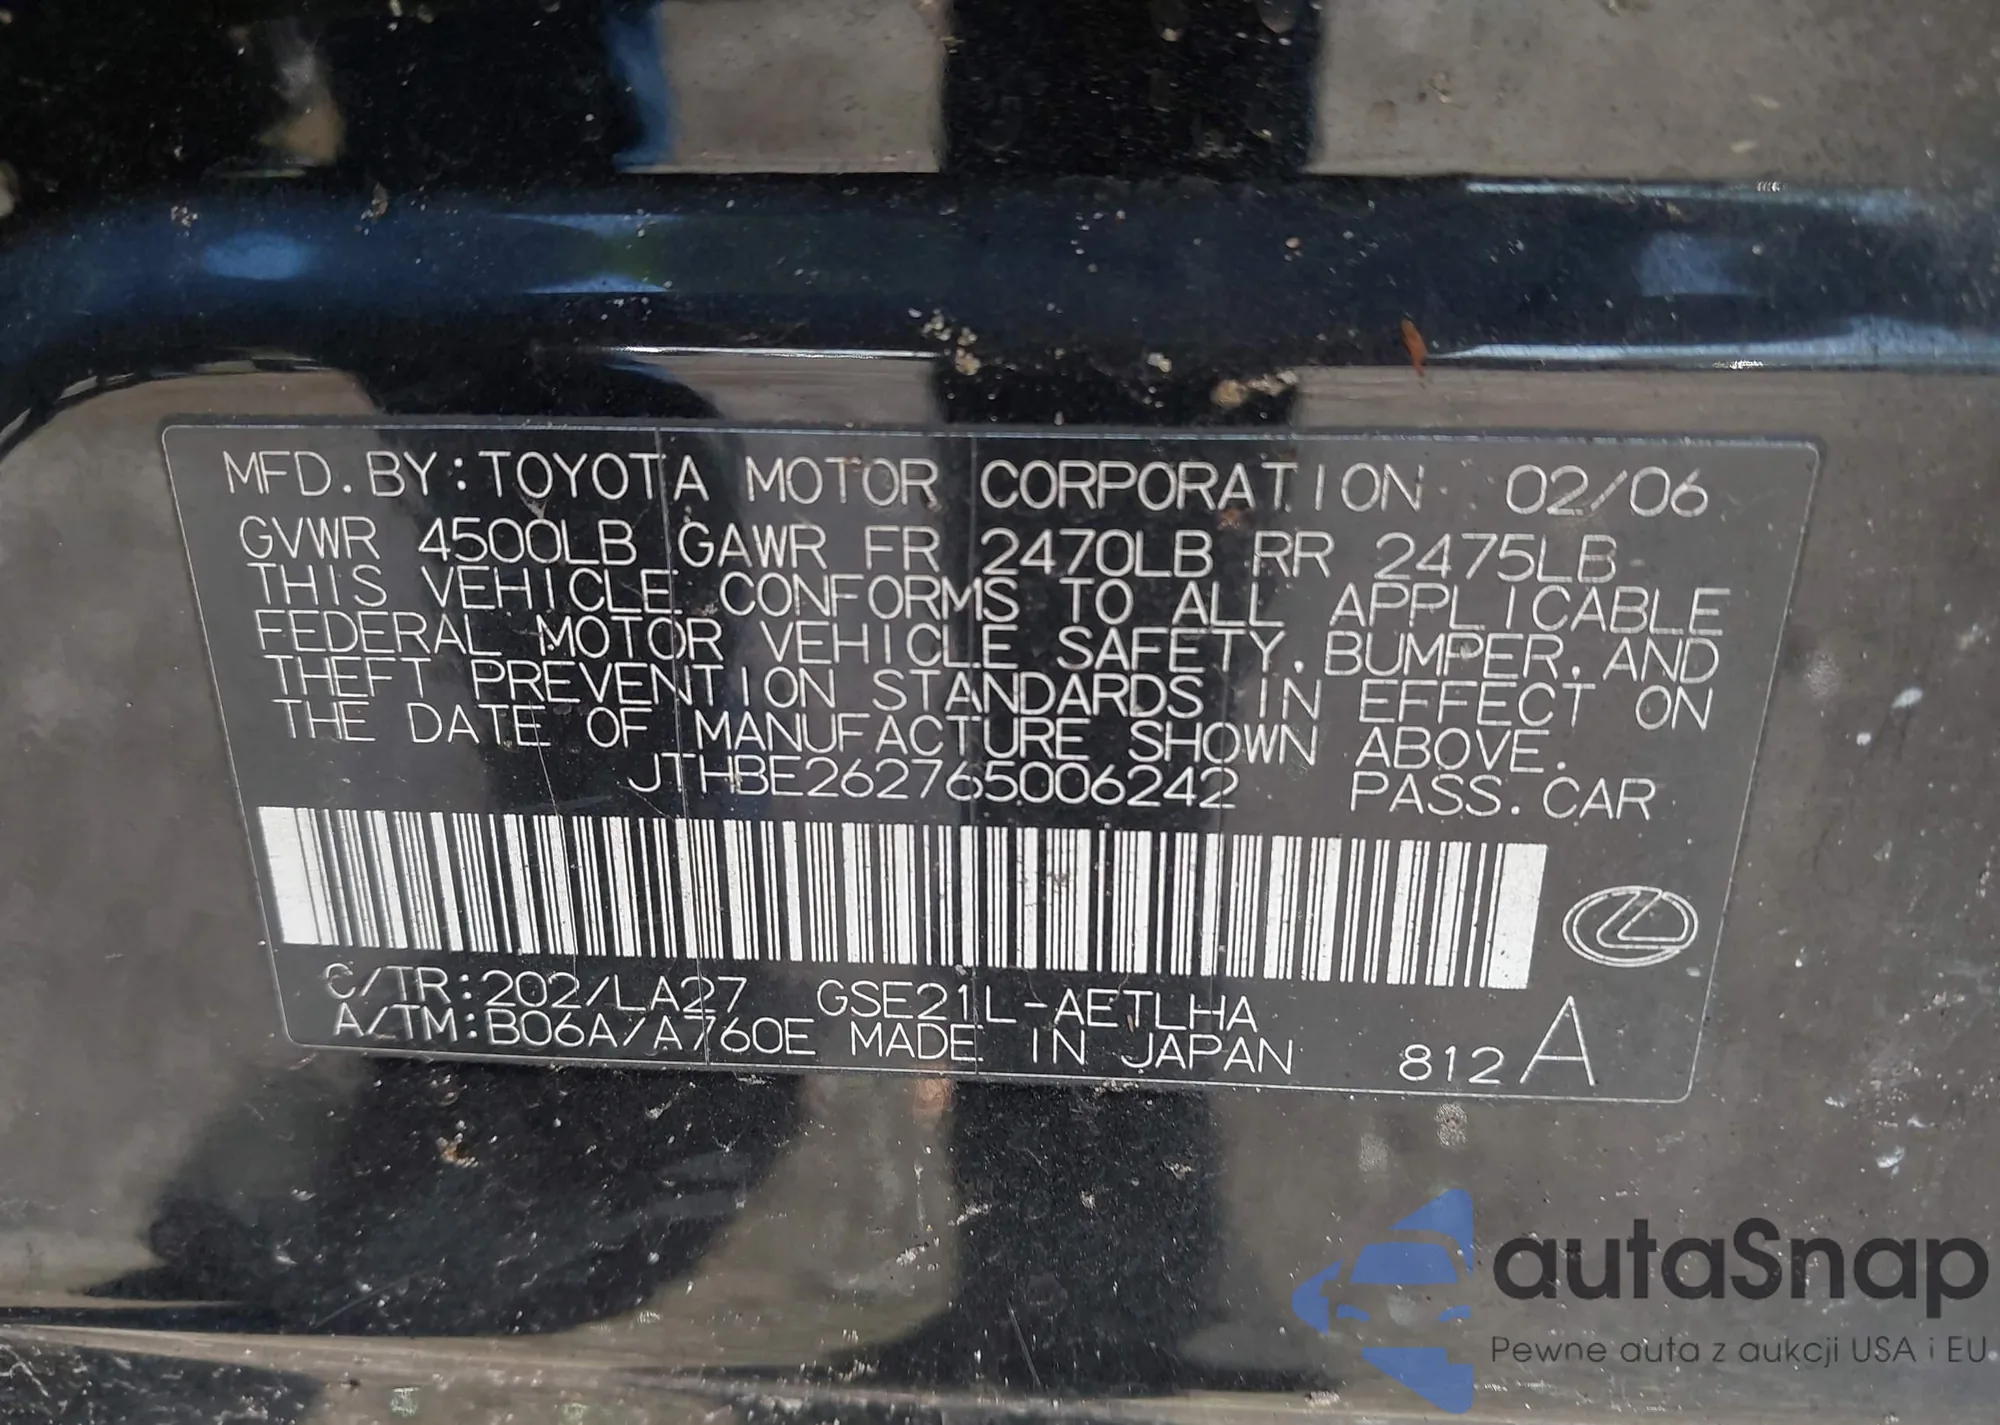 MFD. BY: TOYOTA MOTOR CORPORATION 02/06
GVWR 4500LB GAWR FR 2470LB RR 2475LB
THIS VEHICLE CONFORMS TO ALL APPLICABLE
FEDERAL MOTOR VEHICLE SAFETY, BUMPER, AND
THEFT PREVENTION STANDARDS IN EFFECT ON
THE DATE OF MANUFACTURE SHOWN ABOVE.
JTHBE262765006242 PASS. CAR
C/TR: 202/LA27 GSE21L-AETLHA
A/TM: B06A/A760E MADE IN JAPAN 812 A
autaSnap
Pewne auta z aukcji USA i EU